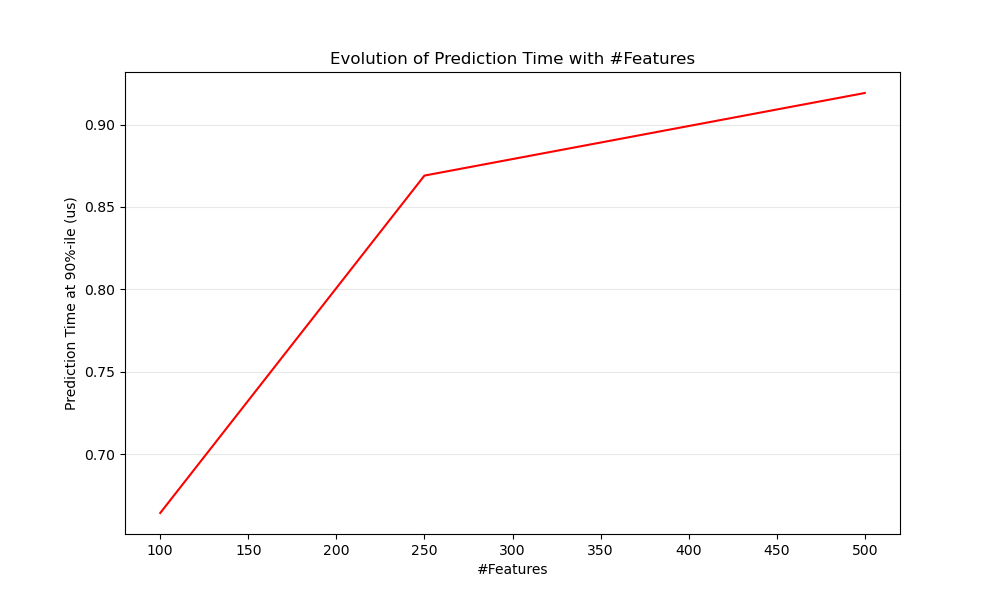 Evolution of Prediction Time with #Features
Prediction Time at 90%-ile (us)
0.90
0.85
0.80
0.75
0.70
100 150 200 250 300 350 400 450 500
#Features